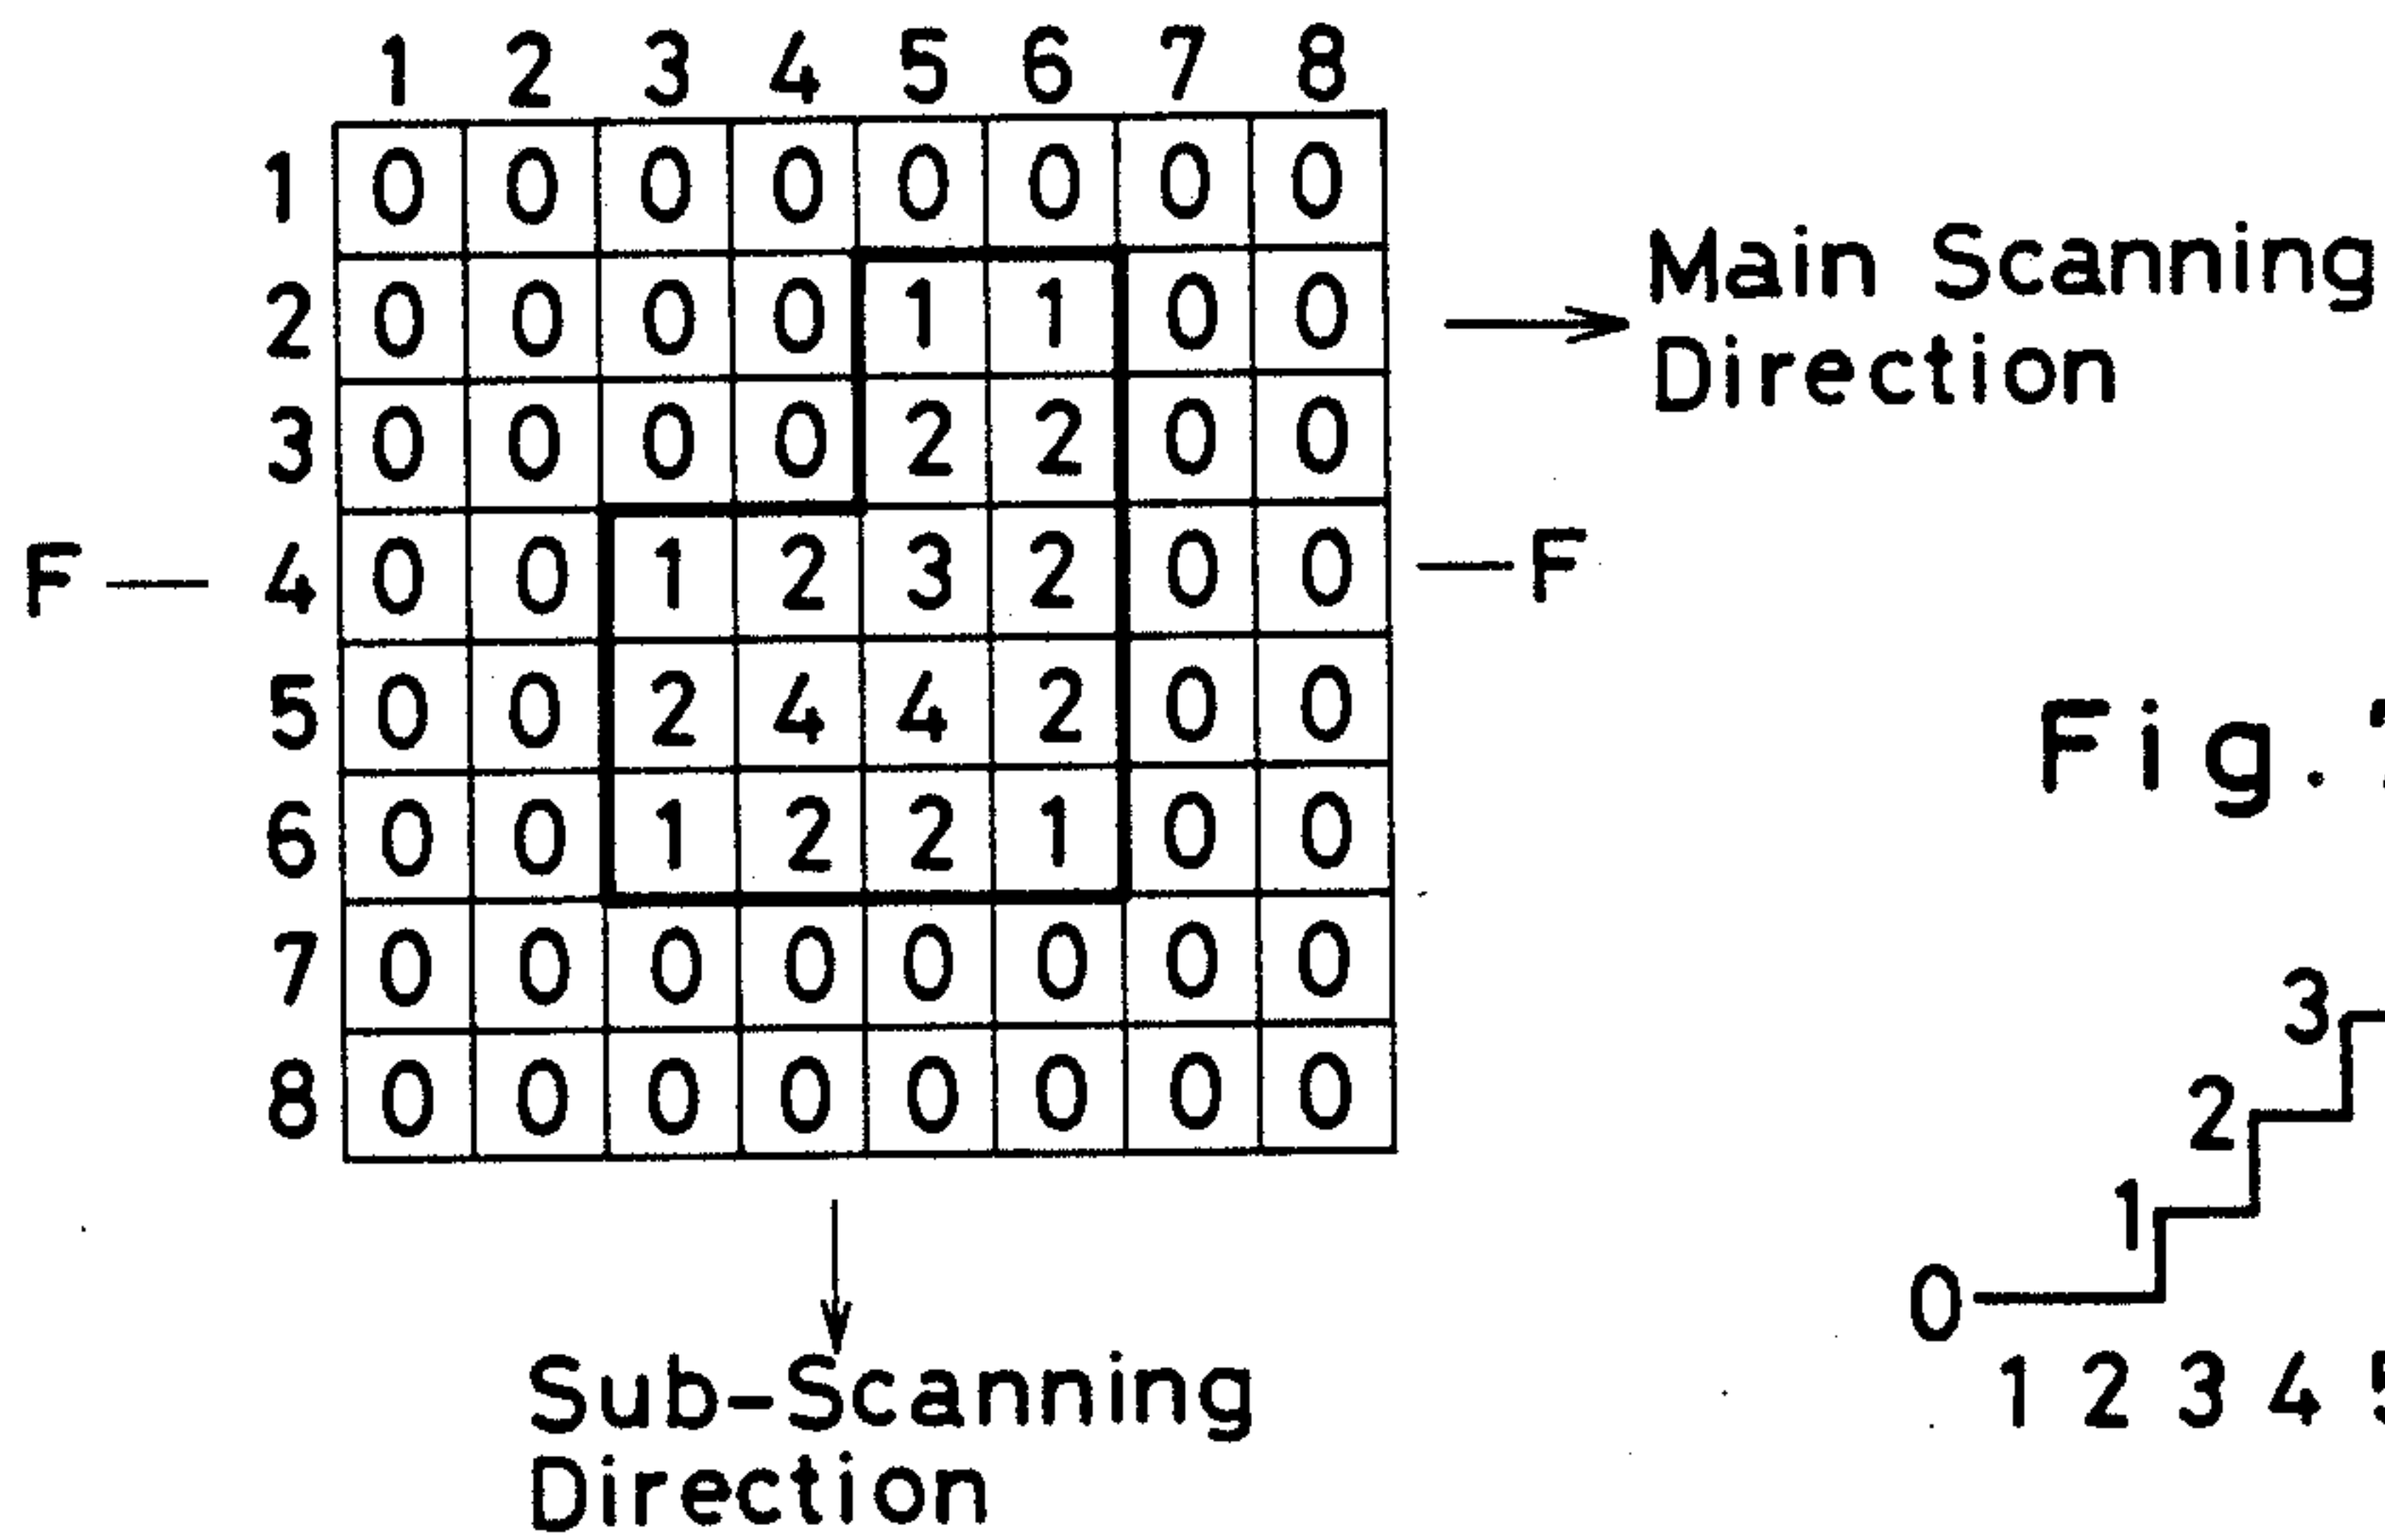 1 2 3 4 5 6 7 8
1 0 0 0 0 0 0 0 0
2 0 0 0 0 1 1 0 0
3 0 0 0 0 2 2 0 0
F — 4 0 0 1 2 3 2 0 0 — F
5 0 0 2 4 4 2 0 0
6 0 0 1 2 2 1 0 0
7 0 0 0 0 0 0 0 0
8 0 0 0 0 0 0 0 0
Main Scanning
Direction
Sub-Scanning
Direction
Fig.
3
2
1
0
1 2 3 4